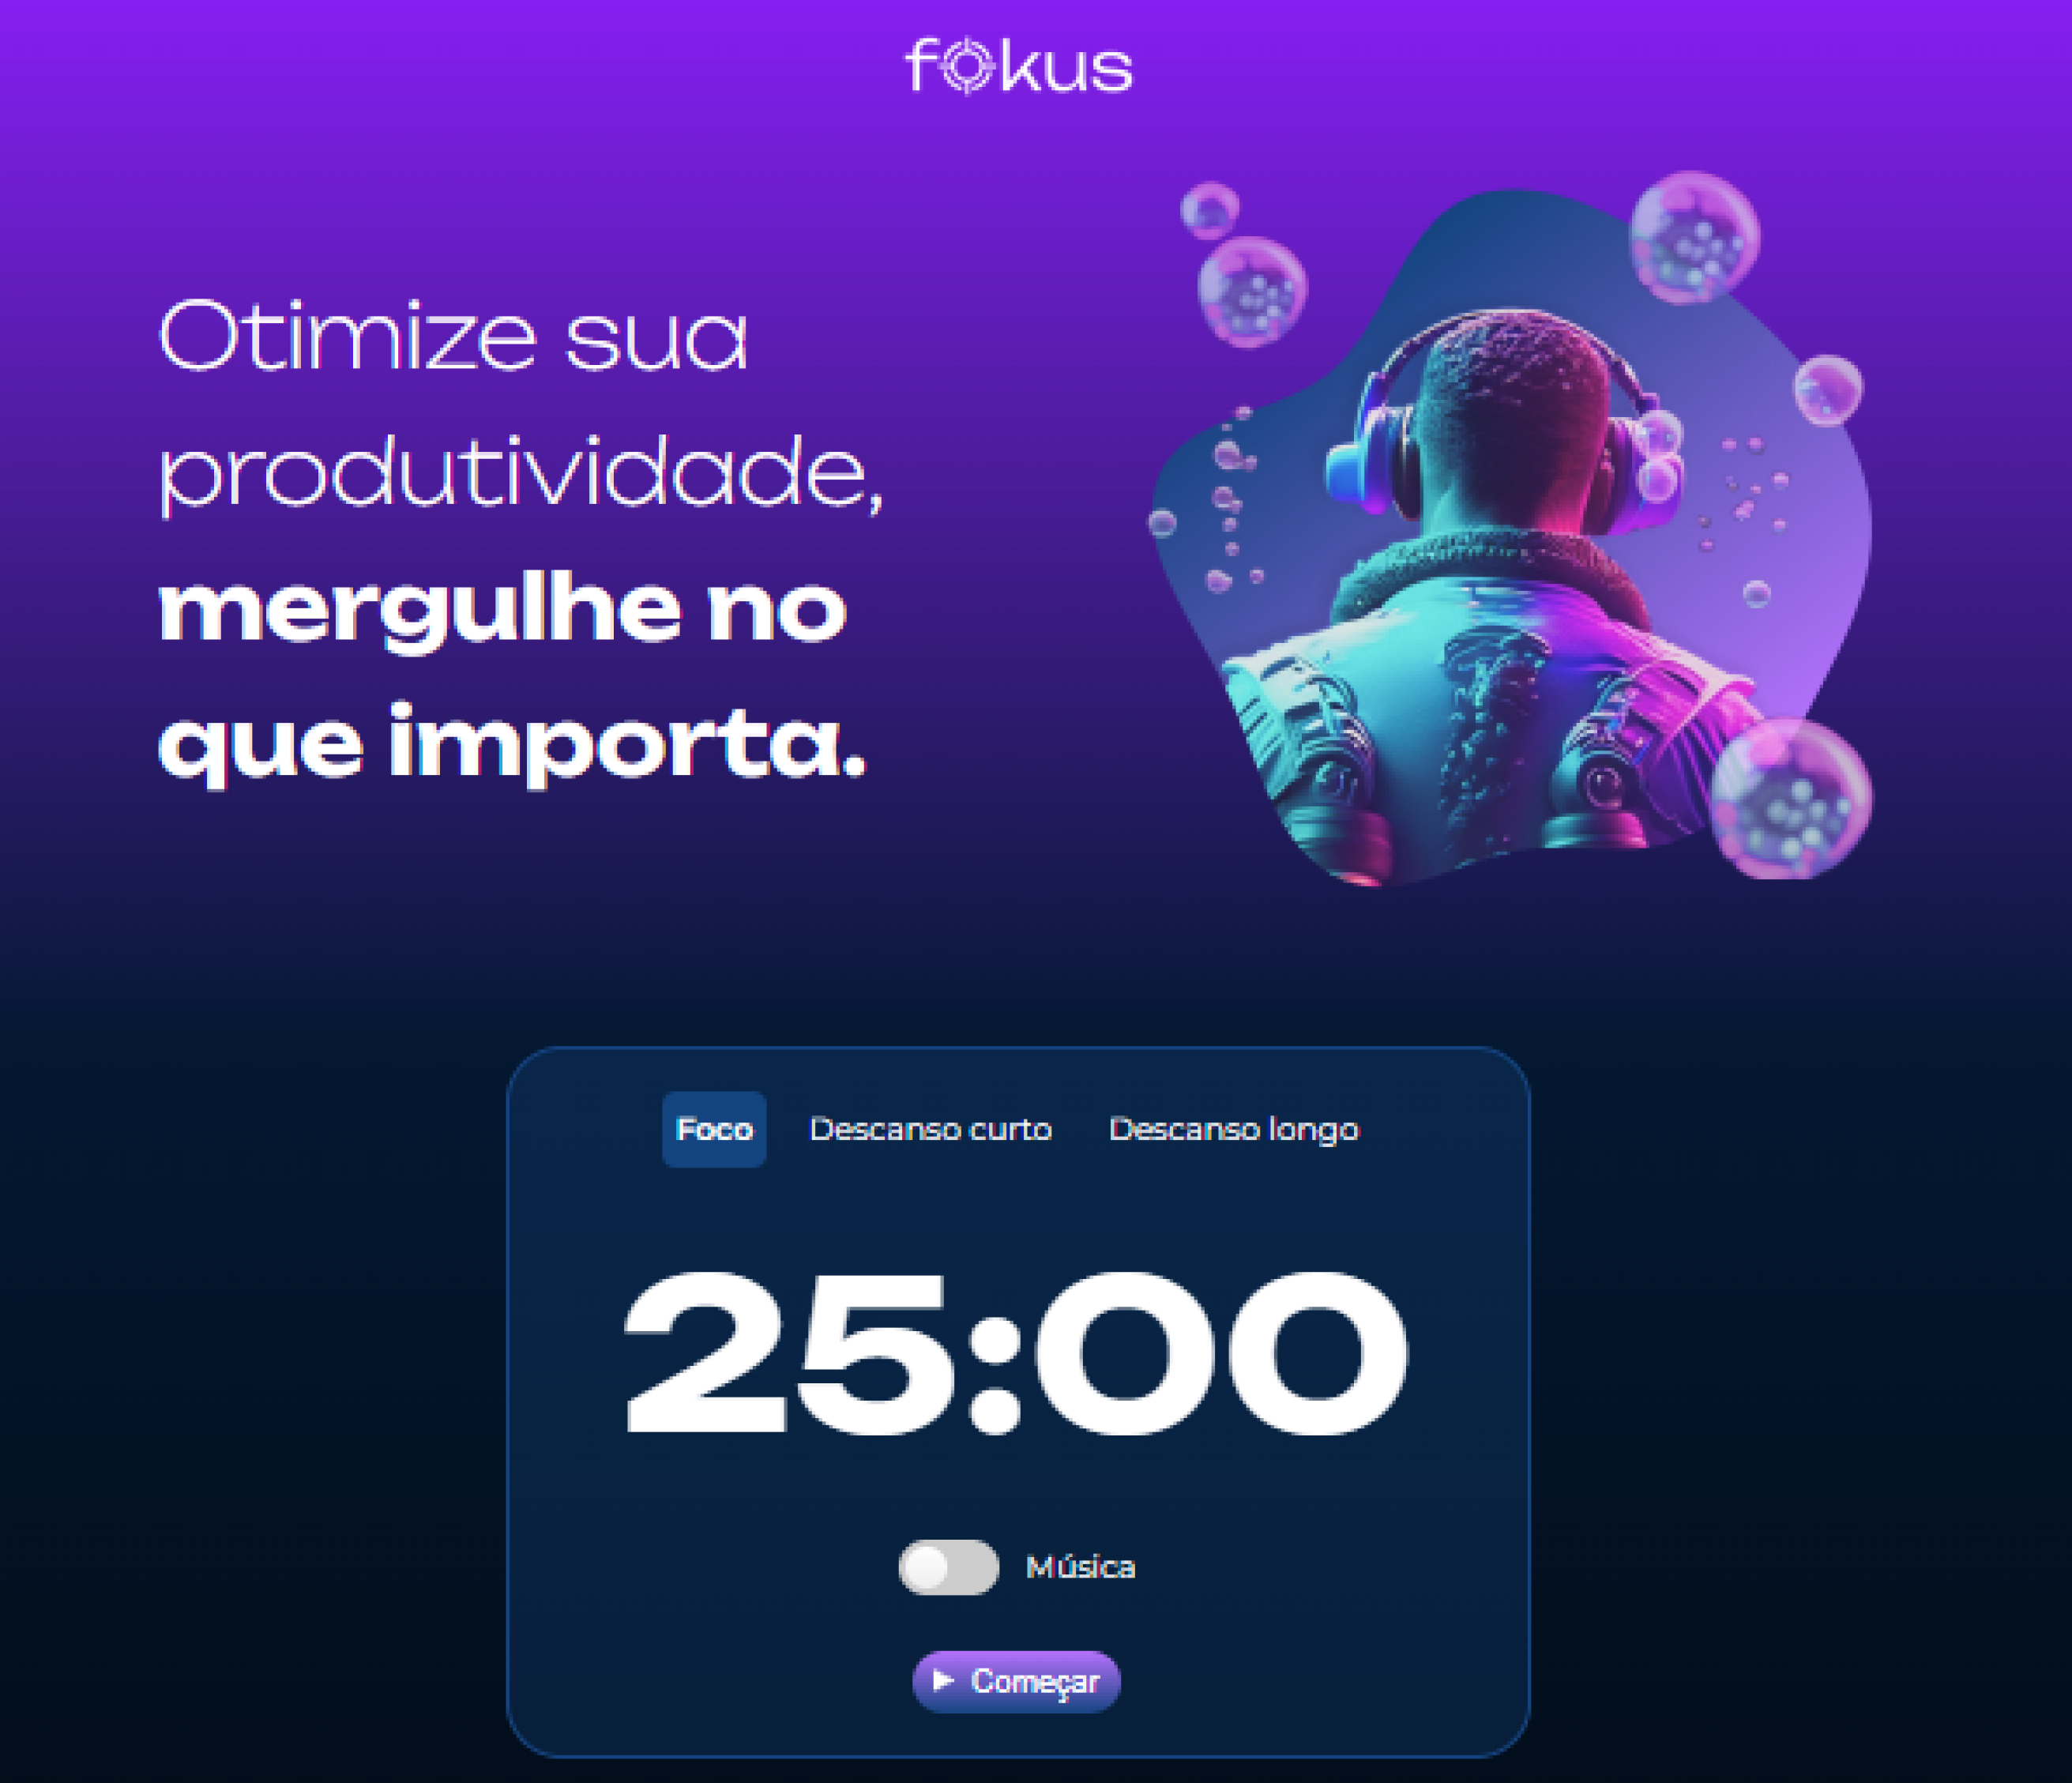 fokus
Otimize sua
produtividade,
mergulhe no
que importa.
Foco Descanso curto Descanso longo
25:00
Música
Começar